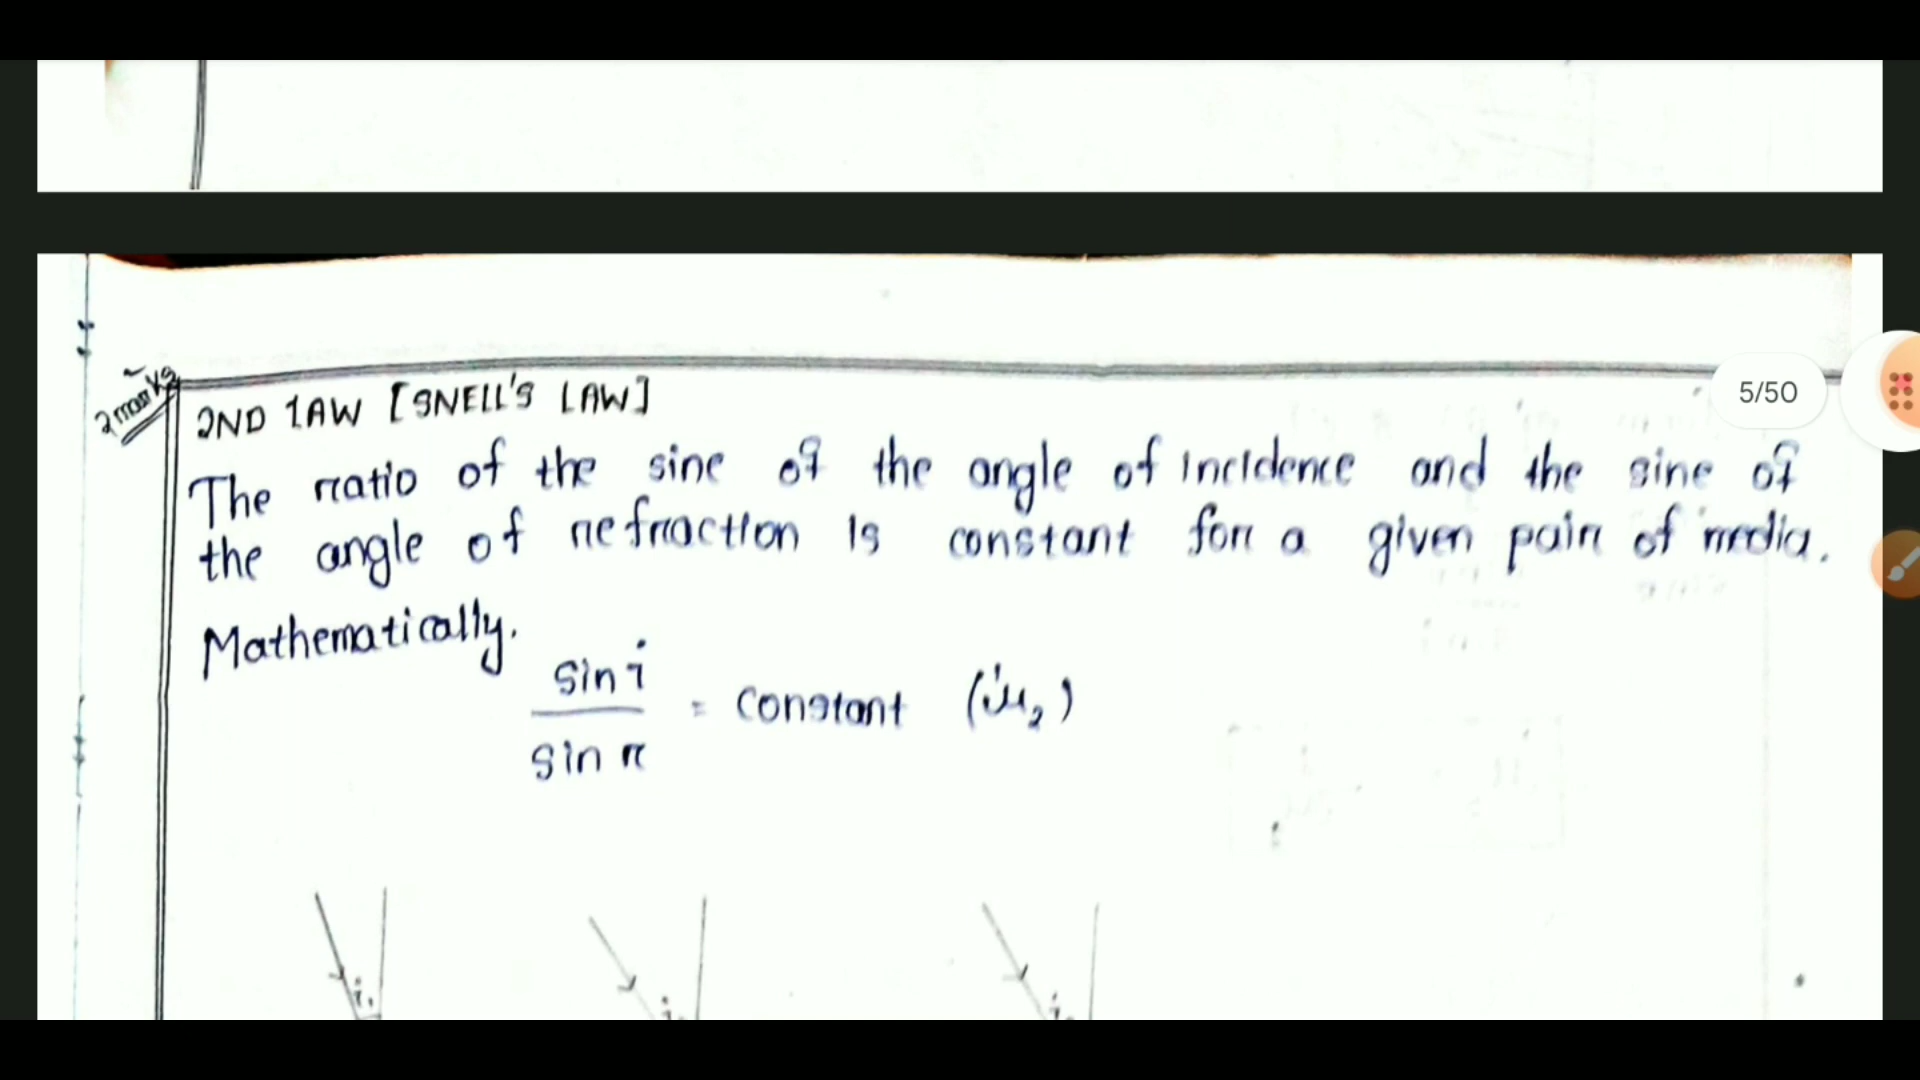 5/50
2 marks
2ND LAW [SNELL'S LAW]
The ratio of the sine of the angle of incidence and the sine of
the angle of refraction is constant for a given pair of media.
Mathematically.
sin i
= constant (¹μ₂)
sin r
i i i